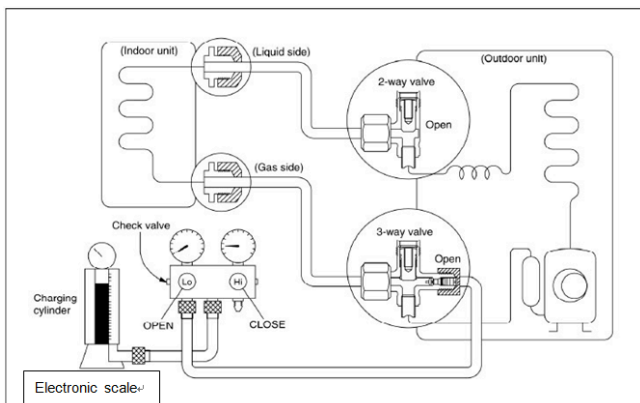 (Indoor unit)
(Liquid side)
(Outdoor unit)
2-way valve
Open
(Gas side)
Check valve
3-way valve
Open
Lo
Hi
Charging
cylinder
OPEN
CLOSE
Electronic scale